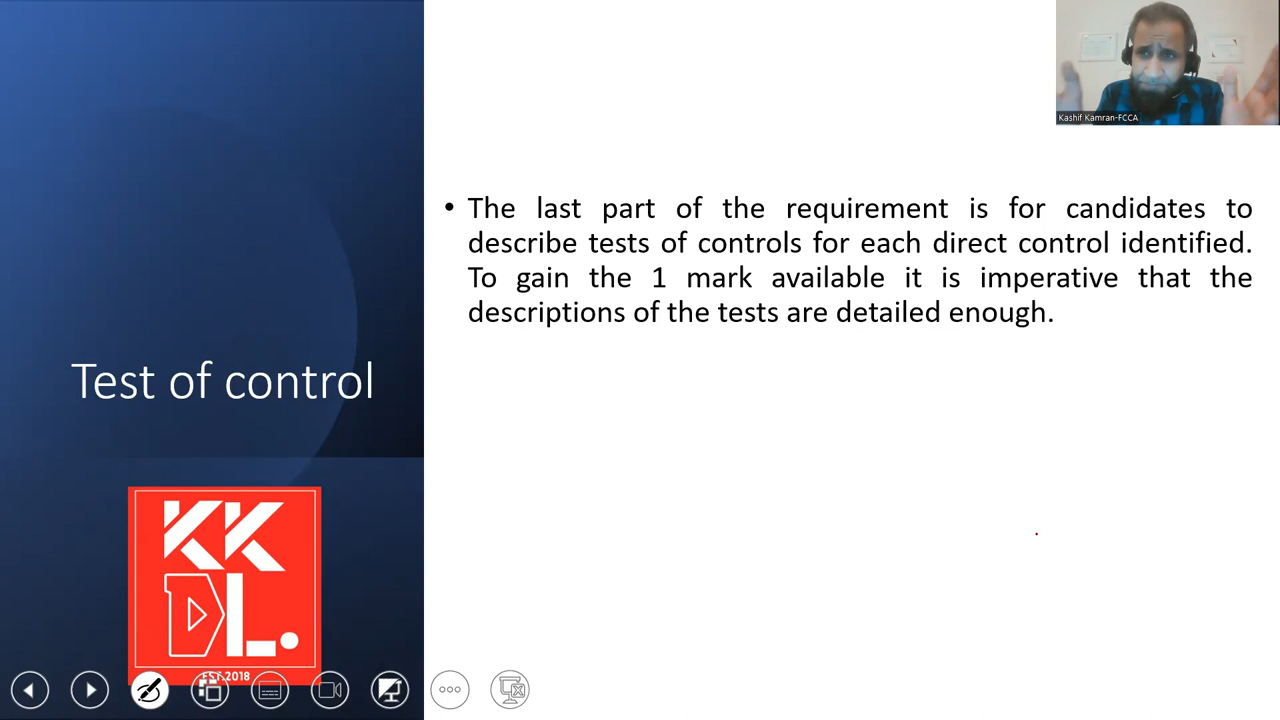 Kashif Kamran-FCCA
• The last part of the requirement is for candidates to
describe tests of controls for each direct control identified.
To gain the 1 mark available it is imperative that the
descriptions of the tests are detailed enough.
Test of control
KK
DL.
EST.2018